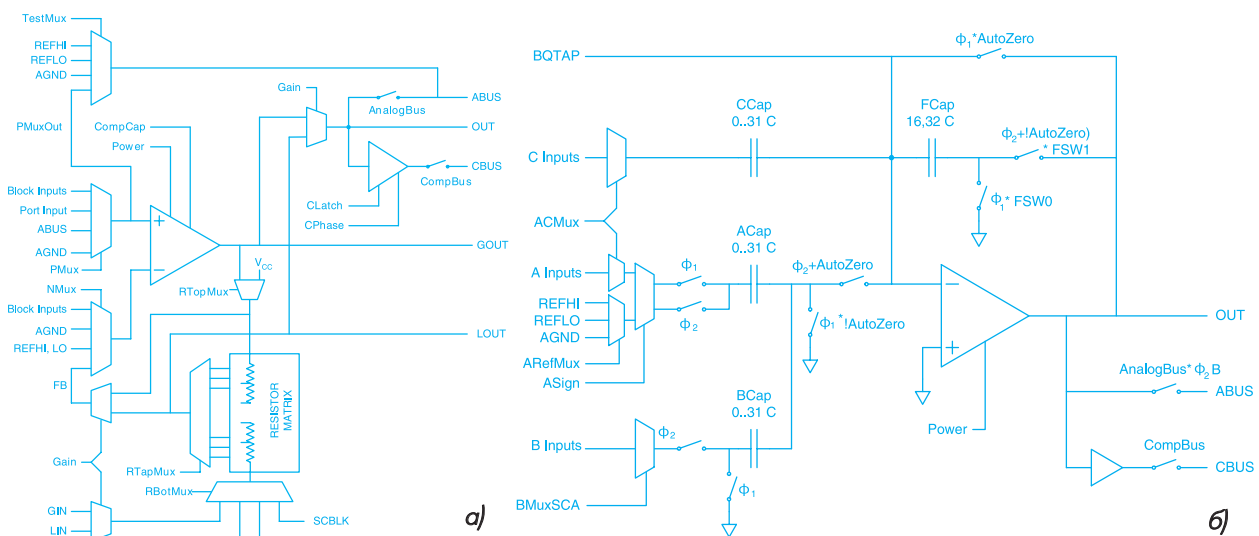 TestMux
REFHI
REFLO
AGND
PMuxOut
CompCap
Power
Gain
AnalogBus
ABUS
OUT
CBUS
CompBus
CLatch
CPhase
Block Inputs
Port Input
ABUS
AGND
PMux
NMux
GOUT
VCC
RTopMux
Block Inputs
AGND
REFHI, LO
LOUT
FB
RESISTOR
MATRIX
Gain
RTapMux
RBotMux
GIN
LIN
SCBLK
а)
BQTAP
ϕ1*AutoZero
CCap
0..31 C
FCap
16,32 C
ϕ2+!AutoZero)
* FSW1
C Inputs
ϕ1* FSW0
ACMux
ACap
0..31 C
A Inputs
ϕ1
ϕ2+AutoZero
REFHI
REFLO
AGND
ϕ2
ϕ1*!AutoZero
ARefMux
ASign
OUT
BCap
0..31 C
AnalogBus* ϕ2B
ABUS
B Inputs
ϕ2
Power
CompBus
CBUS
ϕ1
BMuxSCA
б)